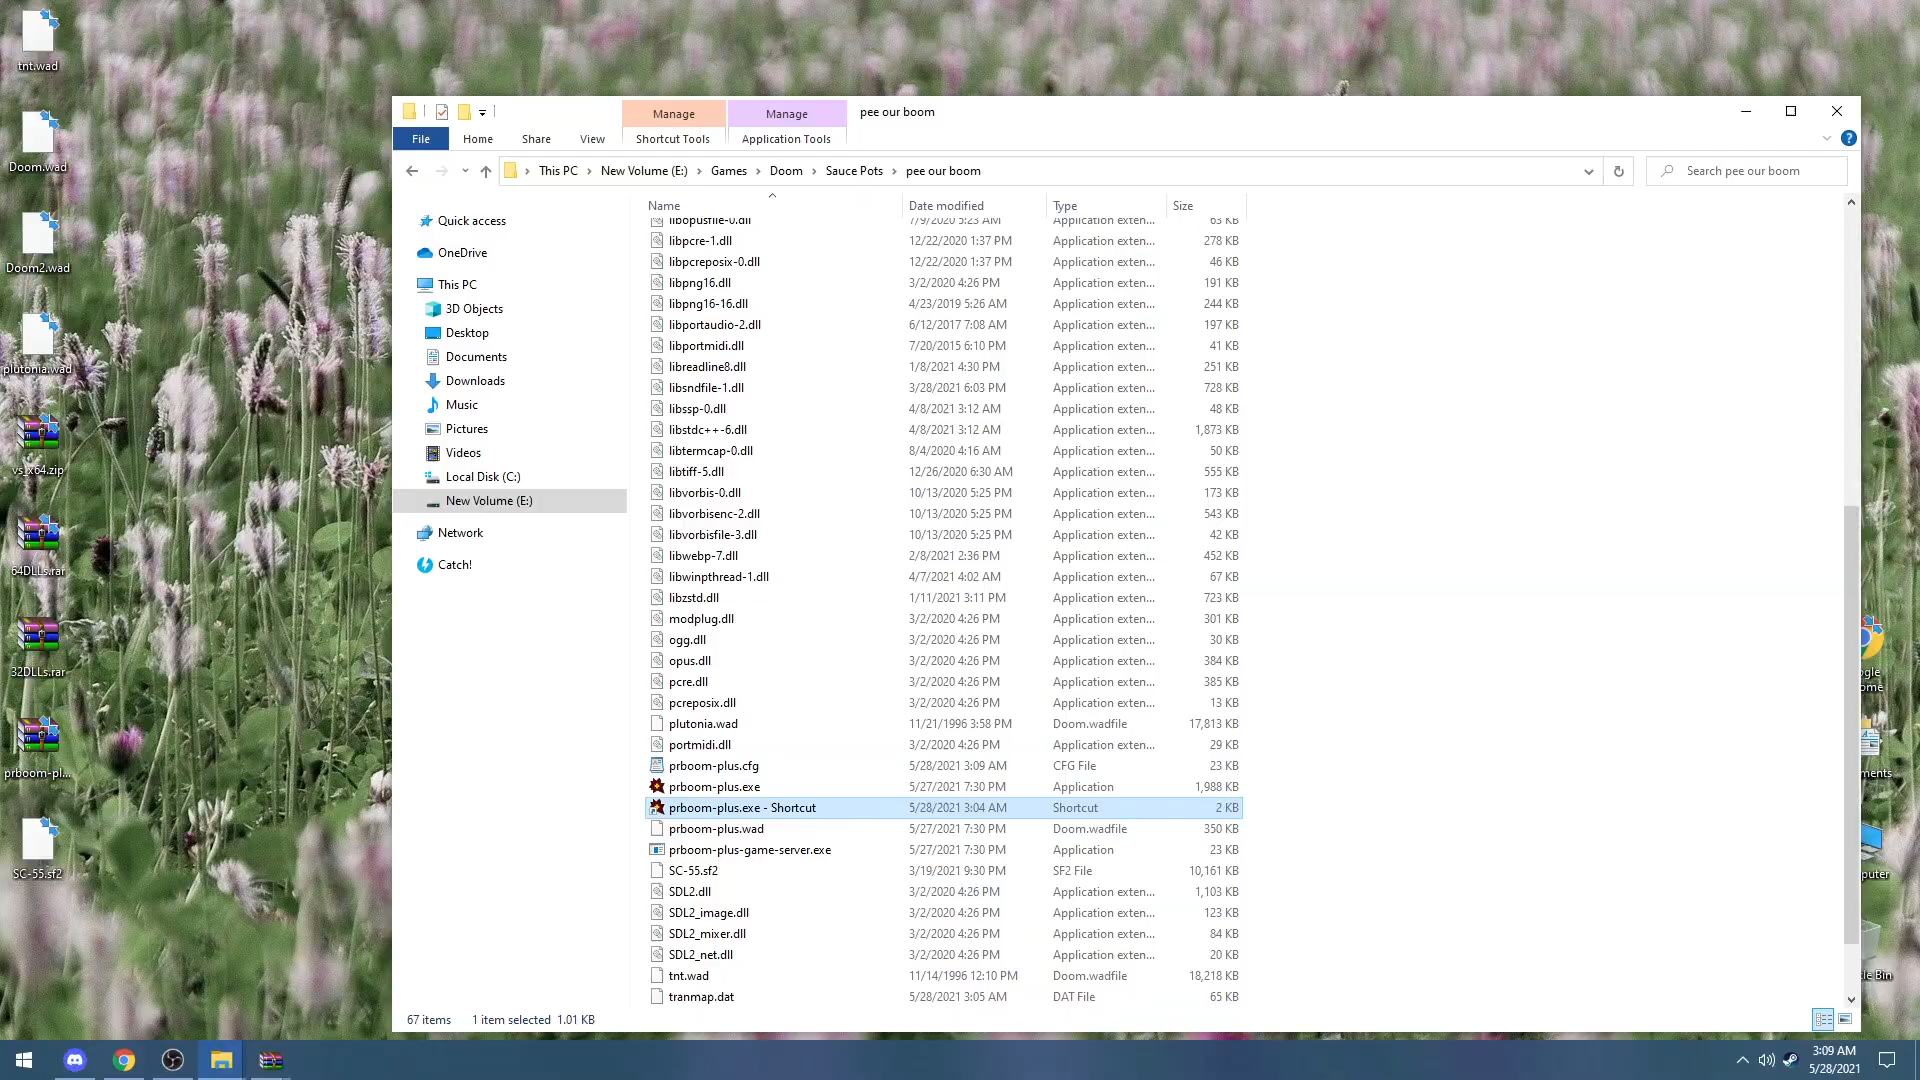 tnt.wad
Doom.wad
Doom2.wad
plutonia.wad
vs_x64.zip
64DLLs.rar
32DLLs.rar
prboom-pl...
SC-55.sf2
Manage
Manage
pee our boom
File
Home
Share
View
Shortcut Tools
Application Tools
This PC
New Volume (E:)
Games
Doom
Sauce Pots
pee our boom
Search pee our boom
Quick access
OneDrive
This PC
3D Objects
Desktop
Documents
Downloads
Music
Pictures
Videos
Local Disk (C:)
New Volume (E:)
Network
Catch!
Name Date modified Type Size
libopusfile-0.dll 7/9/2020 5:23 AM Application exten... 63 KB
libpcre-1.dll 12/22/2020 1:37 PM Application exten... 278 KB
libpcreposix-0.dll 12/22/2020 1:37 PM Application exten... 46 KB
libpng16.dll 3/2/2020 4:26 PM Application exten... 191 KB
libpng16-16.dll 4/23/2019 5:26 AM Application exten... 244 KB
libportaudio-2.dll 6/12/2017 7:08 AM Application exten... 197 KB
libportmidi.dll 7/20/2015 6:10 PM Application exten... 41 KB
libreadline8.dll 1/8/2021 4:30 PM Application exten... 251 KB
libsndfile-1.dll 3/28/2021 6:03 PM Application exten... 728 KB
libssp-0.dll 4/8/2021 3:12 AM Application exten... 48 KB
libstdc++-6.dll 4/8/2021 3:12 AM Application exten... 1,873 KB
libtermcap-0.dll 8/4/2020 4:16 AM Application exten... 50 KB
libtiff-5.dll 12/26/2020 6:30 AM Application exten... 555 KB
libvorbis-0.dll 10/13/2020 5:25 PM Application exten... 173 KB
libvorbisenc-2.dll 10/13/2020 5:25 PM Application exten... 543 KB
libvorbisfile-3.dll 10/13/2020 5:25 PM Application exten... 42 KB
libwebp-7.dll 2/8/2021 2:36 PM Application exten... 452 KB
libwinpthread-1.dll 4/7/2021 4:02 AM Application exten... 67 KB
libzstd.dll 1/11/2021 3:11 PM Application exten... 723 KB
modplug.dll 3/2/2020 4:26 PM Application exten... 301 KB
ogg.dll 3/2/2020 4:26 PM Application exten... 30 KB
opus.dll 3/2/2020 4:26 PM Application exten... 384 KB
pcre.dll 3/2/2020 4:26 PM Application exten... 385 KB
pcreposix.dll 3/2/2020 4:26 PM Application exten... 13 KB
plutonia.wad 11/21/1996 3:58 PM Doom.wadfile 17,813 KB
portmidi.dll 3/2/2020 4:26 PM Application exten... 29 KB
prboom-plus.cfg 5/28/2021 3:09 AM CFG File 23 KB
prboom-plus.exe 5/27/2021 7:30 PM Application 1,988 KB
prboom-plus.exe - Shortcut 5/28/2021 3:04 AM Shortcut 2 KB
prboom-plus.wad 5/27/2021 7:30 PM Doom.wadfile 350 KB
prboom-plus-game-server.exe 5/27/2021 7:30 PM Application 23 KB
SC-55.sf2 3/19/2021 9:30 PM SF2 File 10,161 KB
SDL2.dll 3/2/2020 4:26 PM Application exten... 1,103 KB
SDL2_image.dll 3/2/2020 4:26 PM Application exten... 123 KB
SDL2_mixer.dll 3/2/2020 4:26 PM Application exten... 84 KB
SDL2_net.dll 3/2/2020 4:26 PM Application exten... 20 KB
tnt.wad 11/14/1996 12:10 PM Doom.wadfile 18,218 KB
tranmap.dat 5/28/2021 3:05 AM DAT File 65 KB
67 items 1 item selected 1.01 KB
ogle
ome
ments
puter
le Bin
3:09 AM
5/28/2021